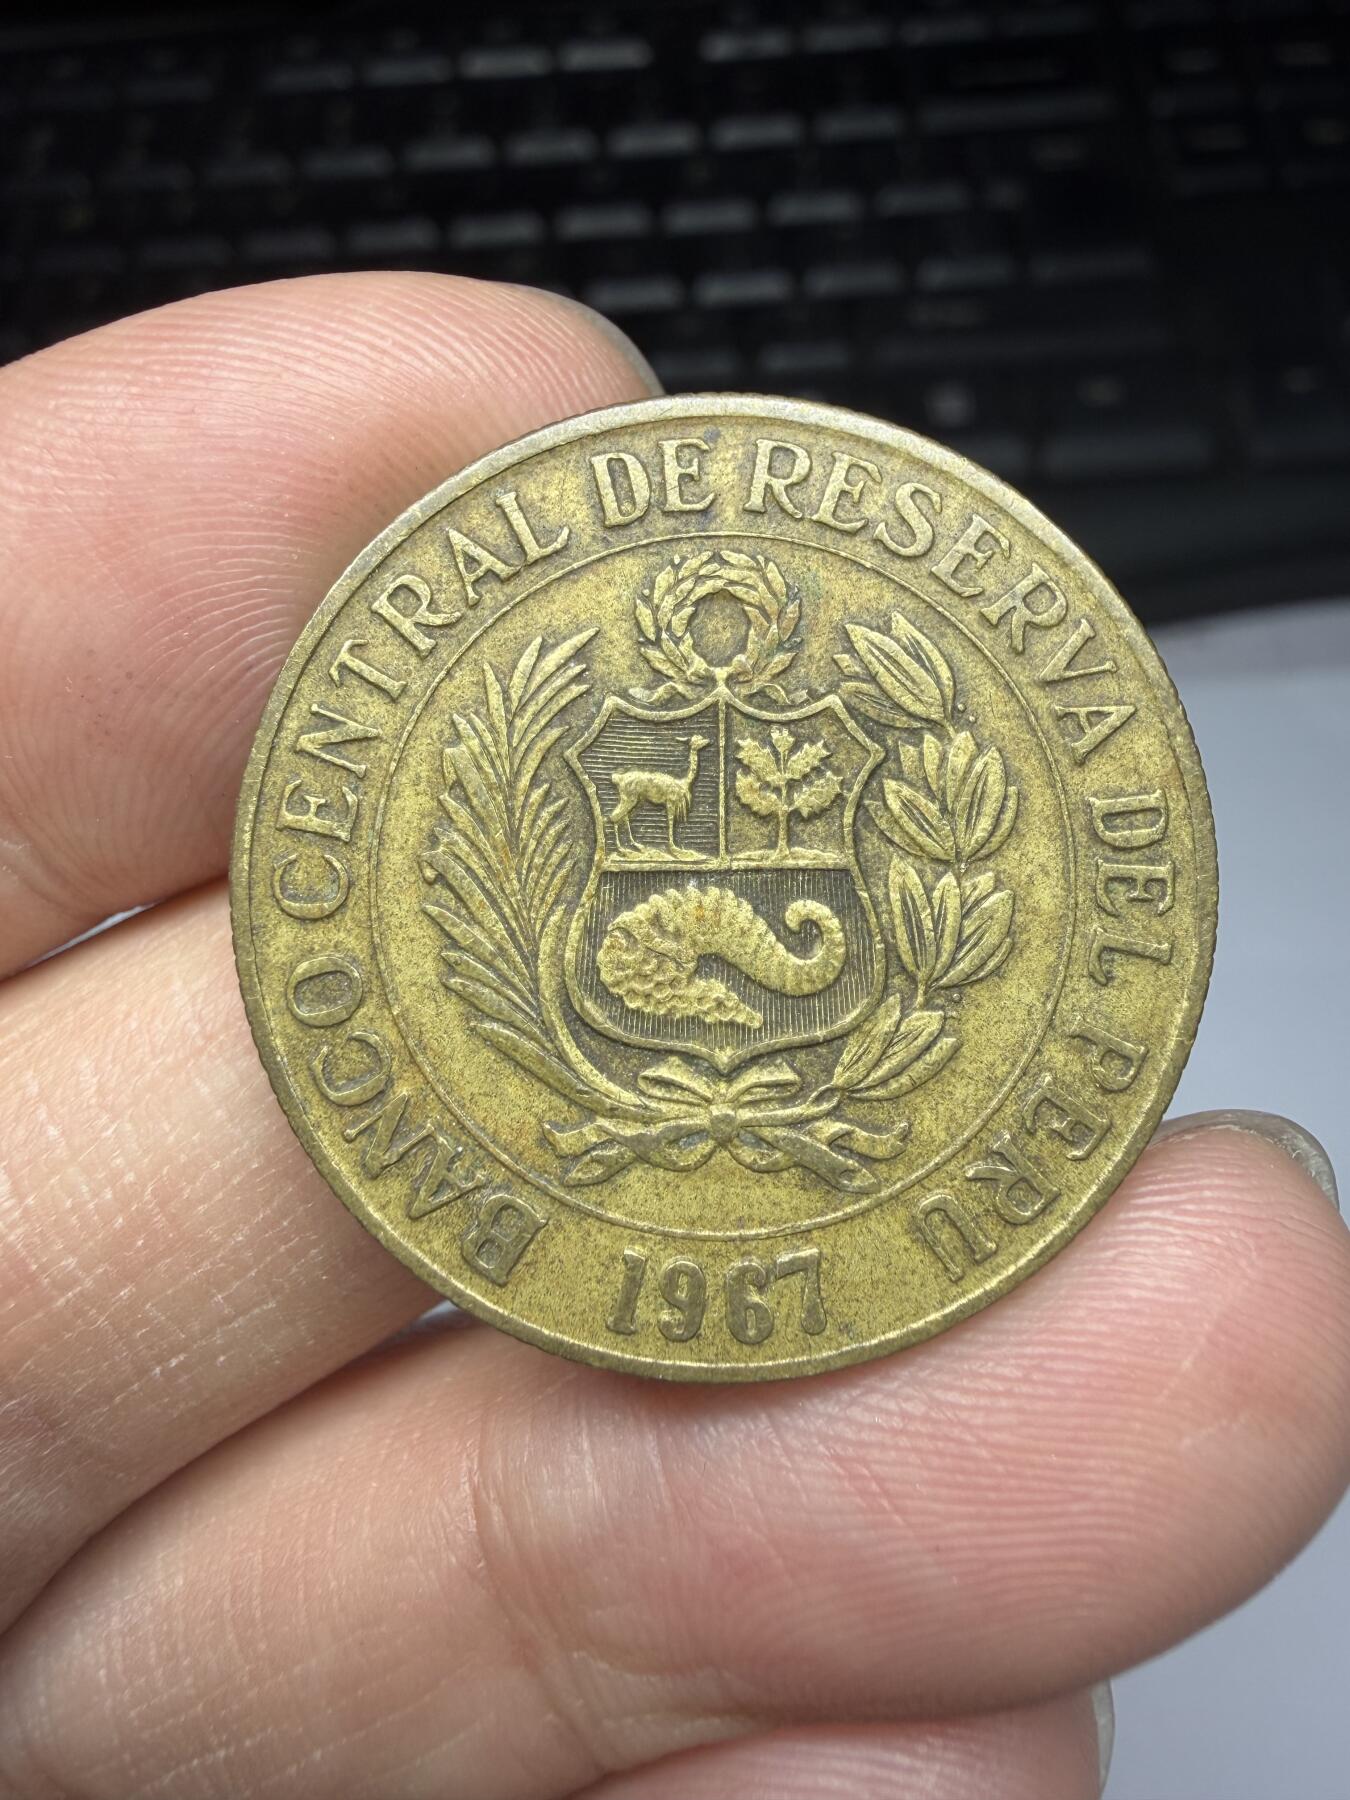 BANCO CENTRAL DE RESERVA DEL PERU
1967